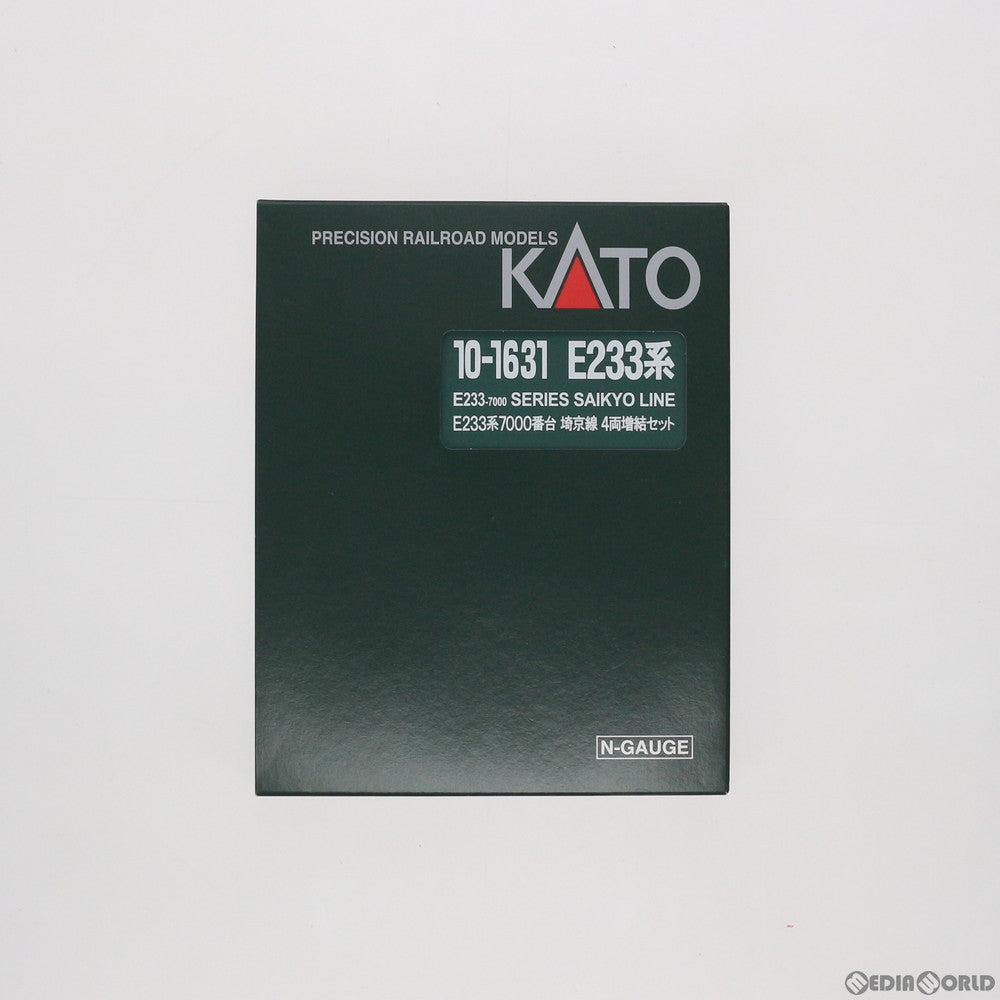 PRECISION RAILROAD MODELS
KATO
10-1631 E233系
E233-7000 SERIES SAIKYO LINE
E233系7000番台 埼京線 4両増結セット
N-GAUGE
MEDIAWORLD